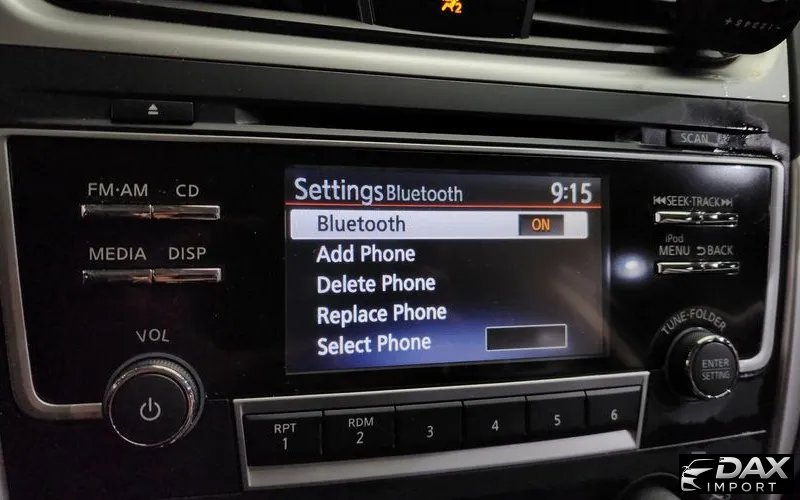 2
-12345+
SCAN
FM·AM CD
MEDIA DISP
VOL
Settings Bluetooth 9:15
Bluetooth ON
Add Phone
Delete Phone
Replace Phone
Select Phone
SEEK·TRACK
iPod
MENU BACK
TUNE·FOLDER
ENTER
SETTING
RPT RDM
1 2 3 4 5 6
DAX
IMPORT